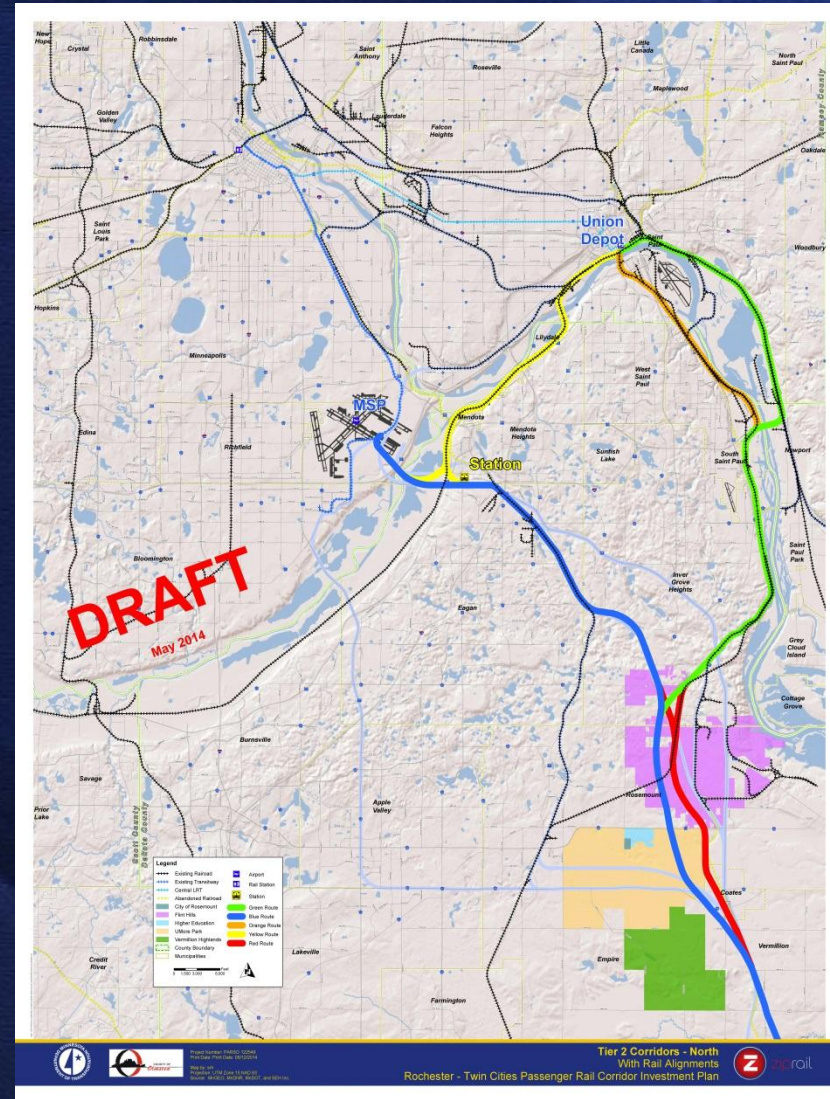 New
Hope
Crystal
Robbinsdale
Saint
Anthony
Roseville
Little
Canada
North
Saint Paul
Maplewood
Ramsey County
Golden
Valley
Lauderdale
Falcon
Heights
Oakdale
Saint
Louis
Park
Union
Depot
Saint
Paul
Woodbury
Hopkins
Minneapolis
Lilydale
West
Saint
Paul
MSP
Mendota
Mendota
Heights
Edina
Richfield
Station
Sunfish
Lake
South
Saint Paul
Newport
Bloomington
DRAFT
May 2014
Saint
Paul
Park
Inver
Grove
Heights
Eagan
Grey
Cloud
Island
Cottage
Grove
Burnsville
Savage
Rosemount
Prior
Lake
Scott County
Dakota County
Apple
Valley
Coates
Legend
Existing Railroad
Existing Transitway
Central LRT
Abandoned Railroad
City of Rosemount
Flint Hills
Higher Education
UMore Park
Vermillion Highlands
County Boundary
Municipalities
Airport
Rail Station
Station
Green Route
Blue Route
Orange Route
Yellow Route
Red Route
Vermillion
Credit
River
Lakeville
Empire
Farmington
Tier 2 Corridors - North
With Rail Alignments
Rochester - Twin Cities Passenger Rail Corridor Investment Plan
ziprail